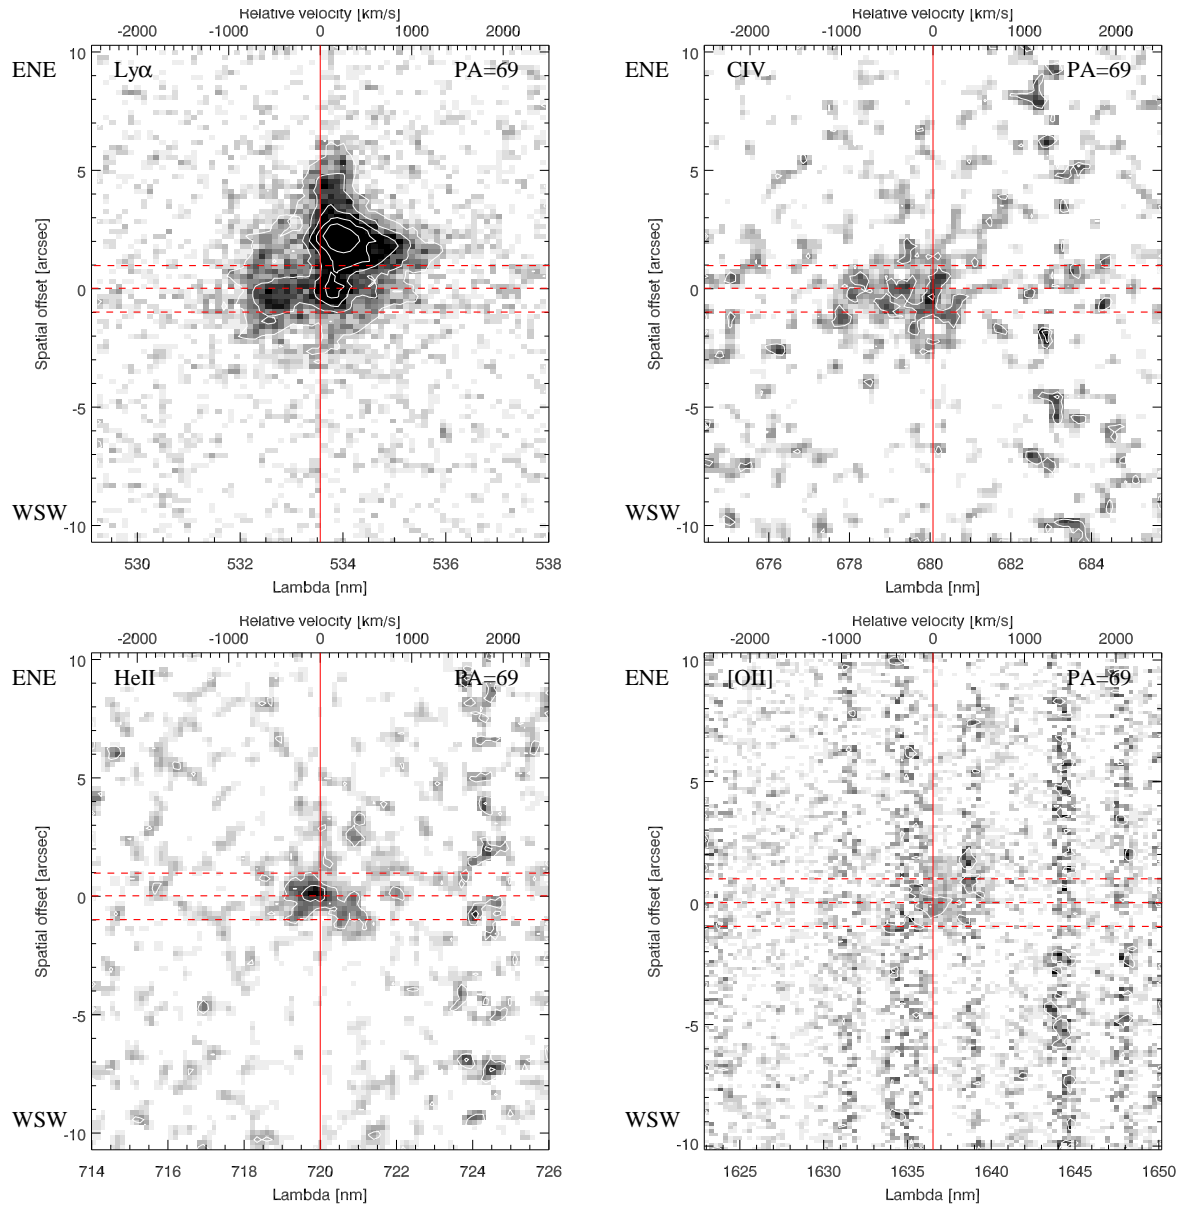 Relative velocity [km/s]
-2000 -1000 0 1000 2000
ENE Lyα PA=69
10
5
0
-5
-10
Spatial offset [arcsec]
WSW
530 532 534 536 538
Lambda [nm]
Relative velocity [km/s]
-2000 -1000 0 1000 2000
ENE CIV PA=69
10
5
0
-5
-10
Spatial offset [arcsec]
WSW
676 678 680 682 684
Lambda [nm]
Relative velocity [km/s]
-2000 -1000 0 1000 2000
ENE HeII PA=69
10
5
0
-5
-10
Spatial offset [arcsec]
WSW
714 716 718 720 722 724 726
Lambda [nm]
Relative velocity [km/s]
-2000 -1000 0 1000 2000
ENE [OII] PA=69
10
5
0
-5
-10
Spatial offset [arcsec]
WSW
1625 1630 1635 1640 1645 1650
Lambda [nm]